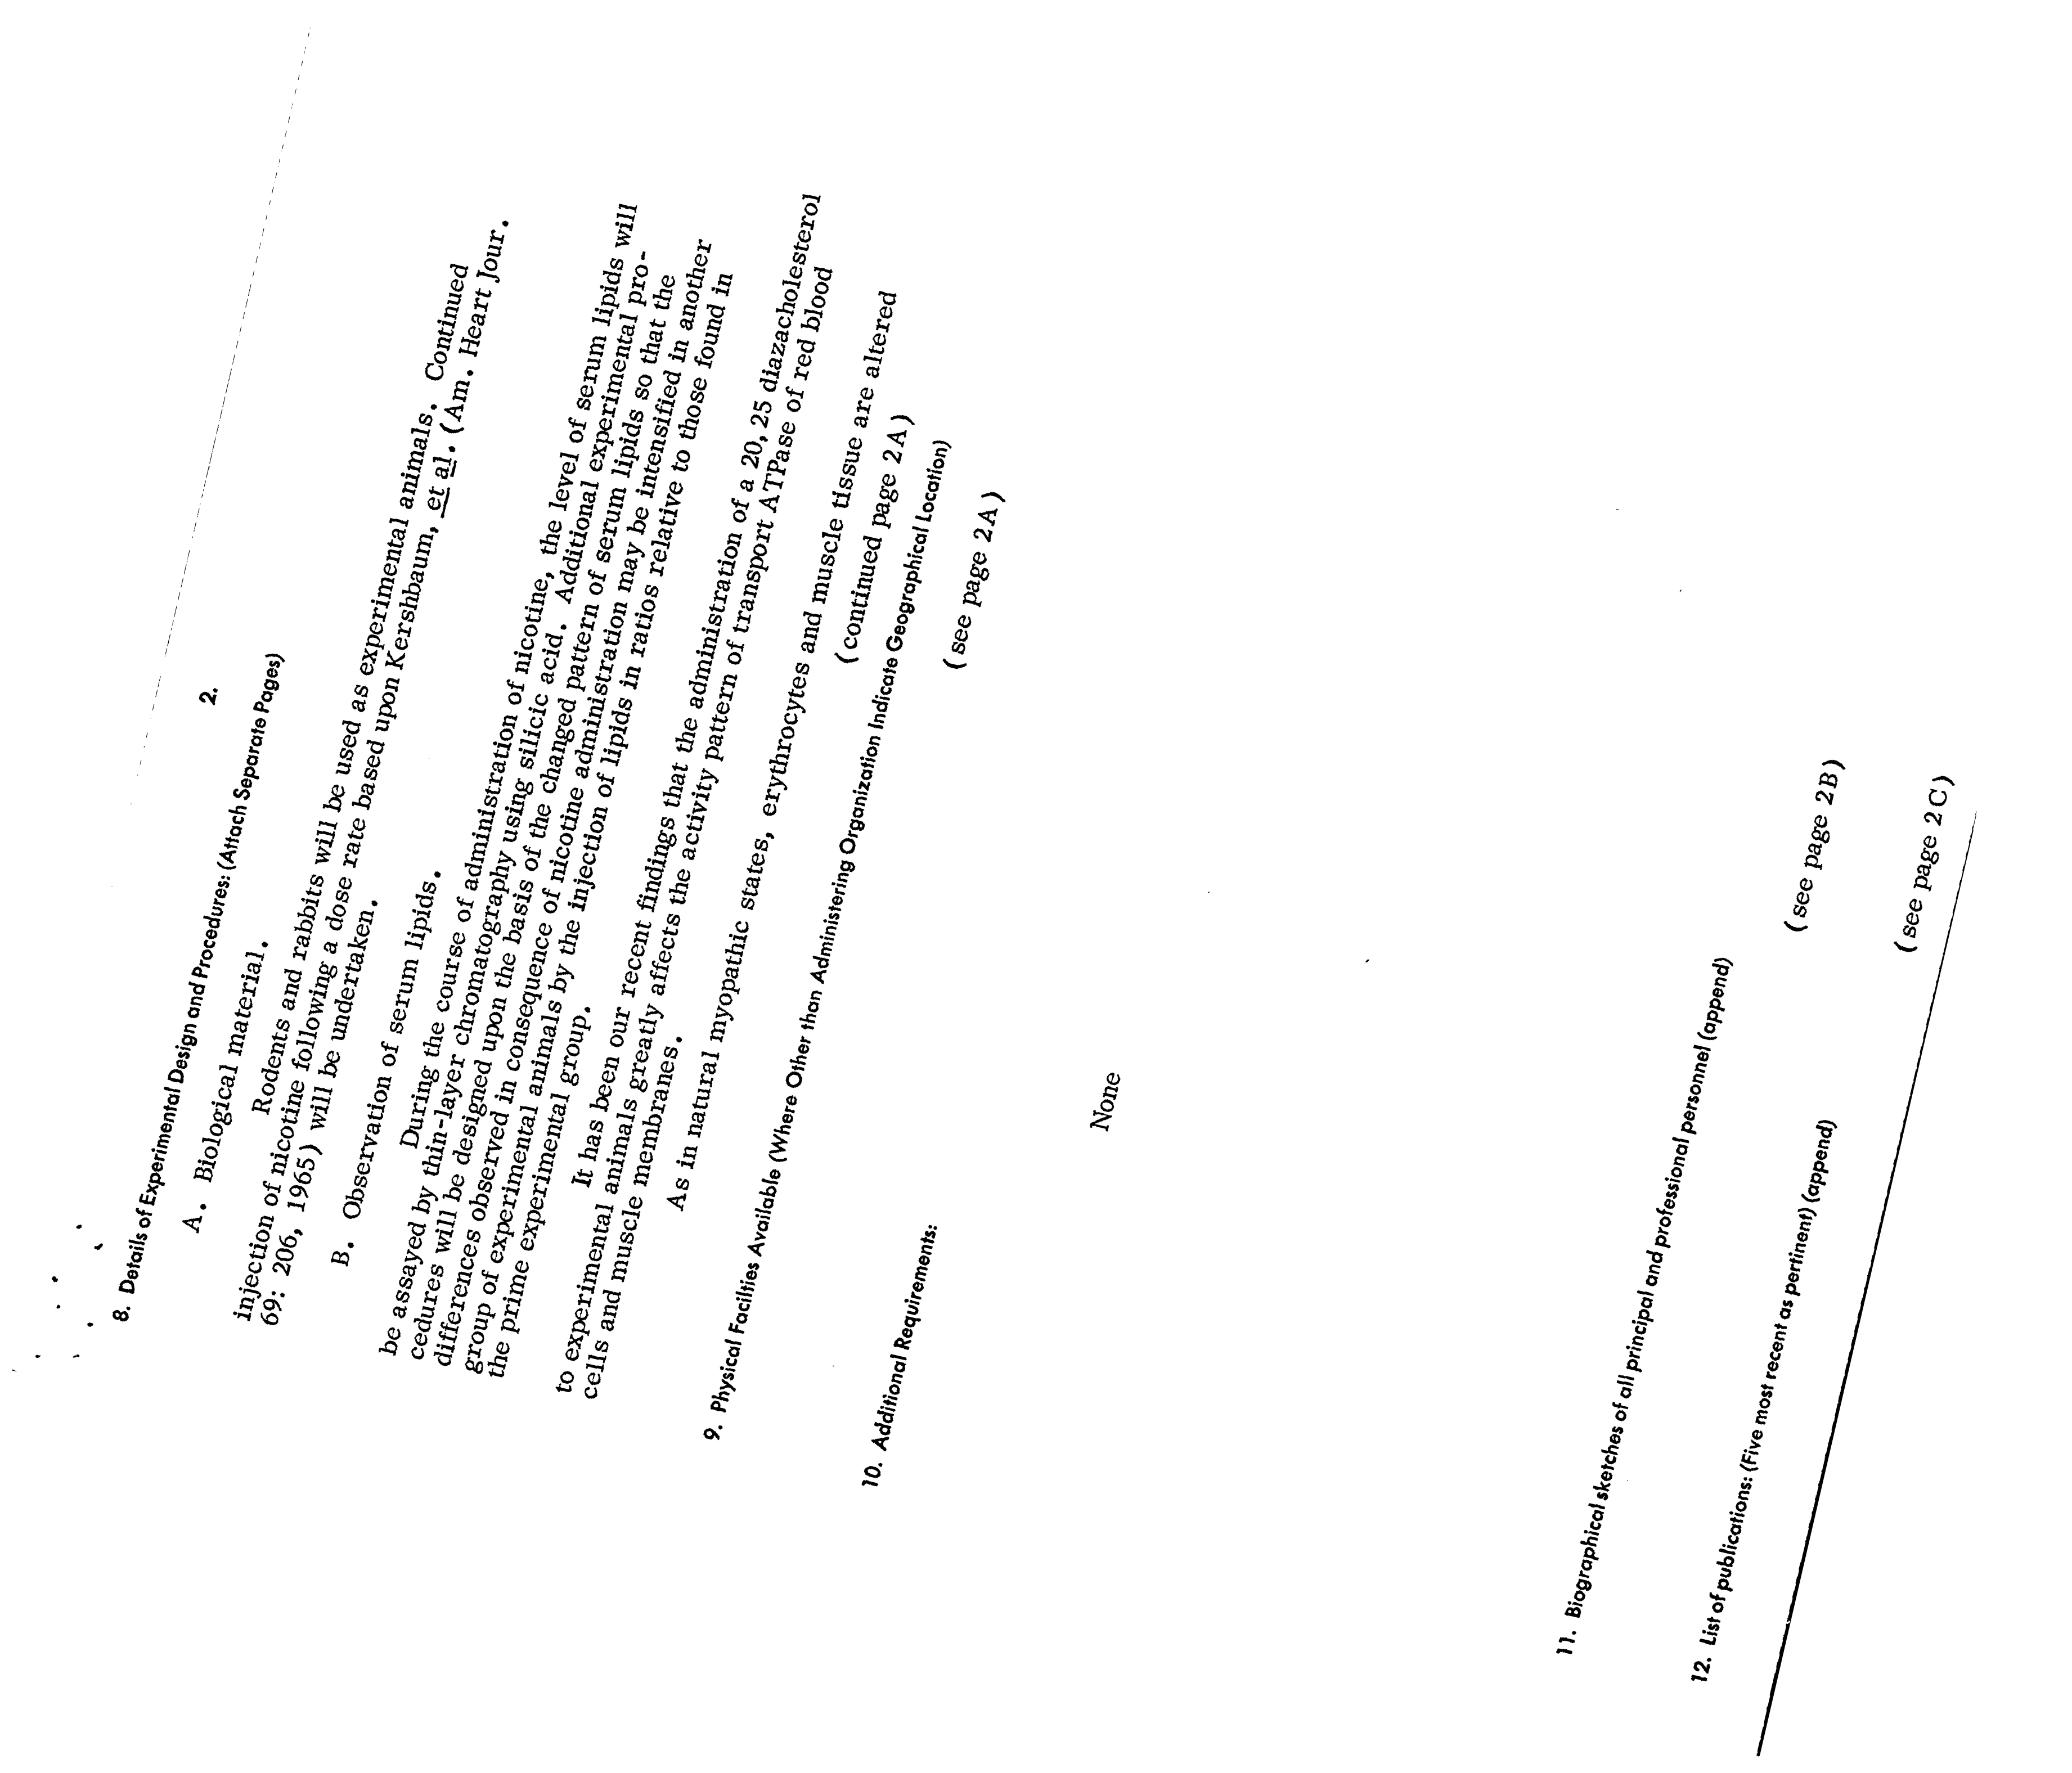 2.
8. Details of Experimental Design and Procedures: (Attach Separate Pages)
A. Biological material.
Rodents and rabbits will be used as experimental animals. Continued
injection of nicotine following a dose rate based upon Kershbaum, et al. (Am. Heart Jour.
69: 206, 1965) will be undertaken.
B. Observation of serum lipids.
During the course of administration of nicotine, the level of serum lipids will
be assayed by thin-layer chromatography using silicic acid. Additional experimental pro-
cedures will be designed upon the basis of the changed pattern of serum lipids so that the
differences observed in consequence of nicotine administration may be intensified in another
group of experimental animals by the injection of lipids in ratios relative to those found in
the prime experimental group.
It has been our recent findings that the administration of a 20, 25 diazacholesterol
to experimental animals greatly affects the activity pattern of transport ATPase of red blood
cells and muscle membranes.
As in natural myopathic states, erythrocytes and muscle tissue are altered
(continued page 2A)
9. Physical Facilities Available (Where Other than Administering Organization Indicate Geographical Location)
(see page 2A)
10. Additional Requirements:
None
11. Biographical sketches of all principal and professional personnel (append)
(see page 2B)
12. List of publications: (Five most recent as pertinent) (append)
(see page 2C)